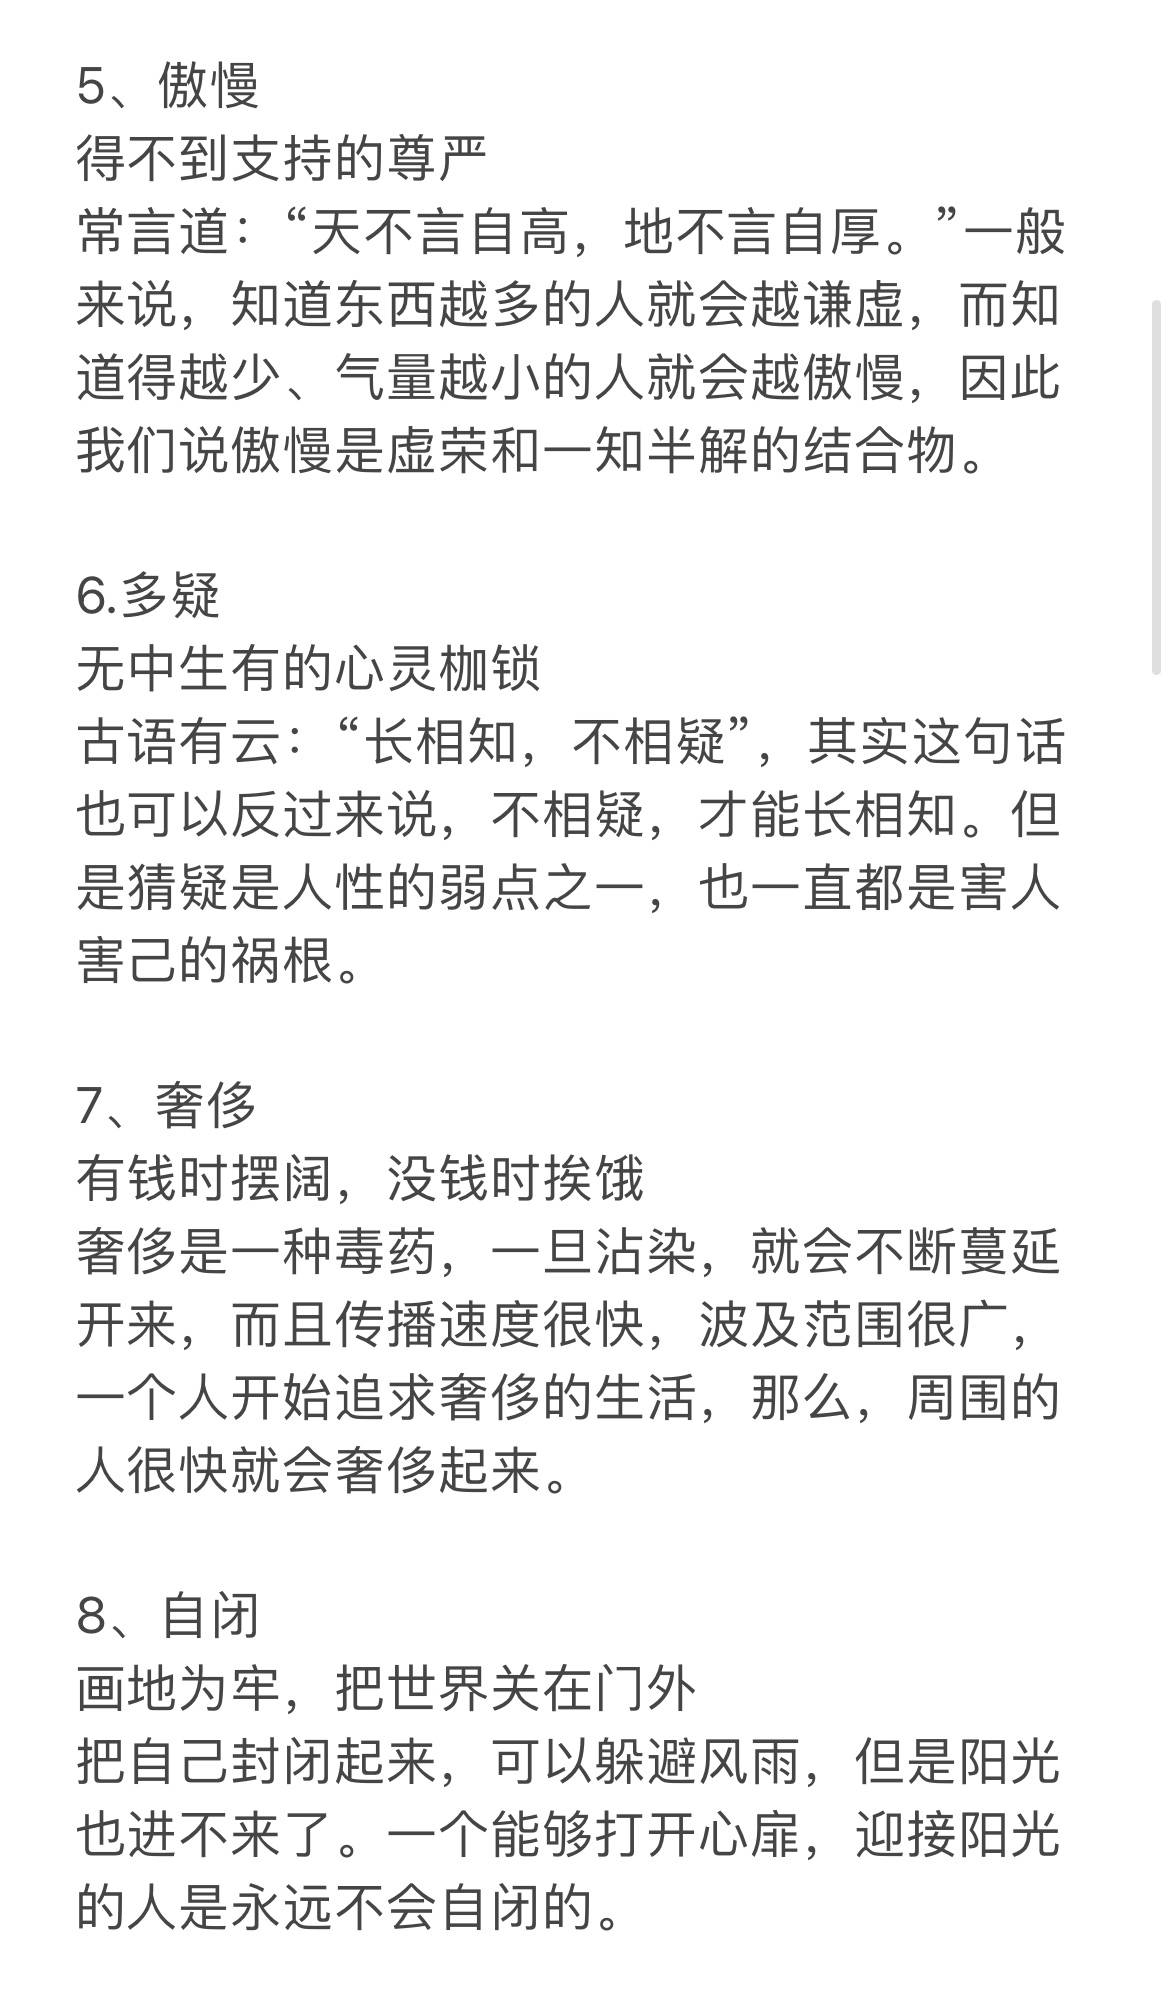 5、傲慢
得不到支持的尊严
常言道：“天不言自高，地不言自厚。”一般
来说，知道东西越多的人就会越谦虚，而知
道得越少、气量越小的人就会越傲慢，因此
我们说傲慢是虚荣和一知半解的结合物。
6.多疑
无中生有的心灵枷锁
古语有云：“长相知，不相疑”，其实这句话
也可以反过来说，不相疑，才能长相知。但
是猜疑是人性的弱点之一，也一直都是害人
害己的祸根。
7、奢侈
有钱时摆阔，没钱时挨饿
奢侈是一种毒药，一旦沾染，就会不断蔓延
开来，而且传播速度很快，波及范围很广，
一个人开始追求奢侈的生活，那么，周围的
人很快就会奢侈起来。
8、自闭
画地为牢，把世界关在门外
把自己封闭起来，可以躲避风雨，但是阳光
也进不来了。一个能够打开心扉，迎接阳光
的人是永远不会自闭的。